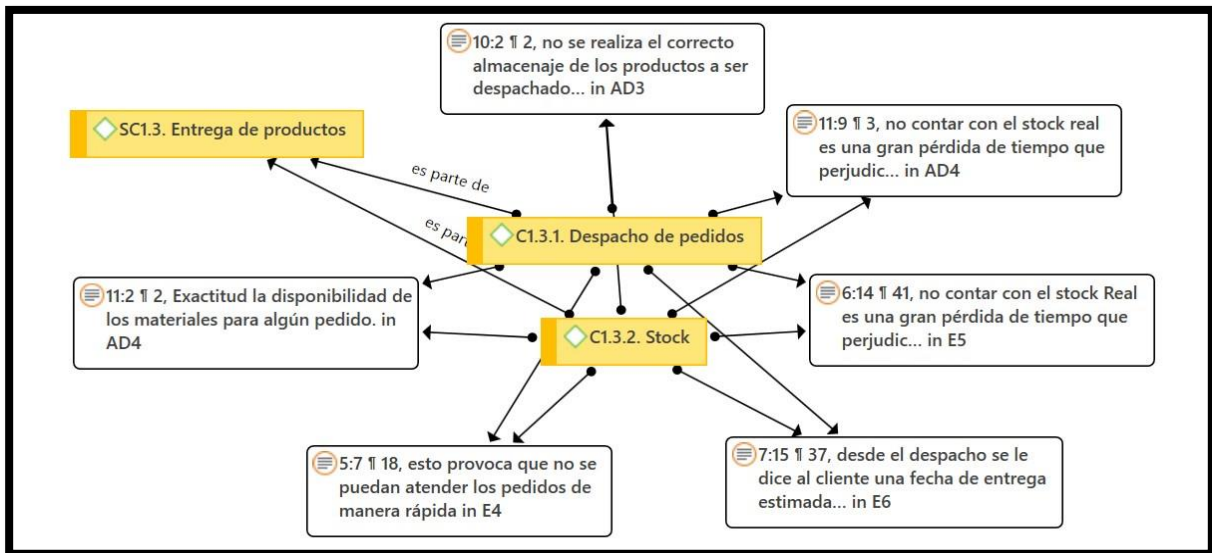 10:2 ¶ 2, no se realiza el correcto
almacenaje de los productos a ser
despachado... in AD3
SC1.3. Entrega de productos
11:9 ¶ 3, no contar con el stock real
es una gran pérdida de tiempo que
perjudic... in AD4
es parte de
es part
C1.3.1. Despacho de pedidos
11:2 ¶ 2, Exactitud la disponibilidad de
los materiales para algún pedido. in
AD4
6:14 ¶ 41, no contar con el stock Real
es una gran pérdida de tiempo que
perjudic... in E5
C1.3.2. Stock
5:7 ¶ 18, esto provoca que no se
puedan atender los pedidos de
manera rápida in E4
7:15 ¶ 37, desde el despacho se le
dice al cliente una fecha de entrega
estimada... in E6